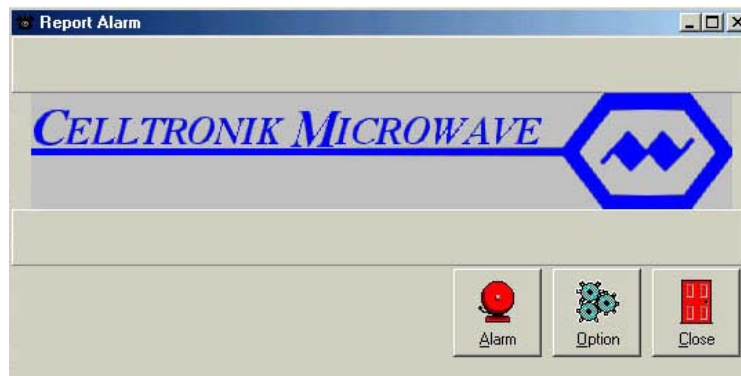 Report Alarm
CELLTRONIK MICROWAVE
Alarm
Option
Close